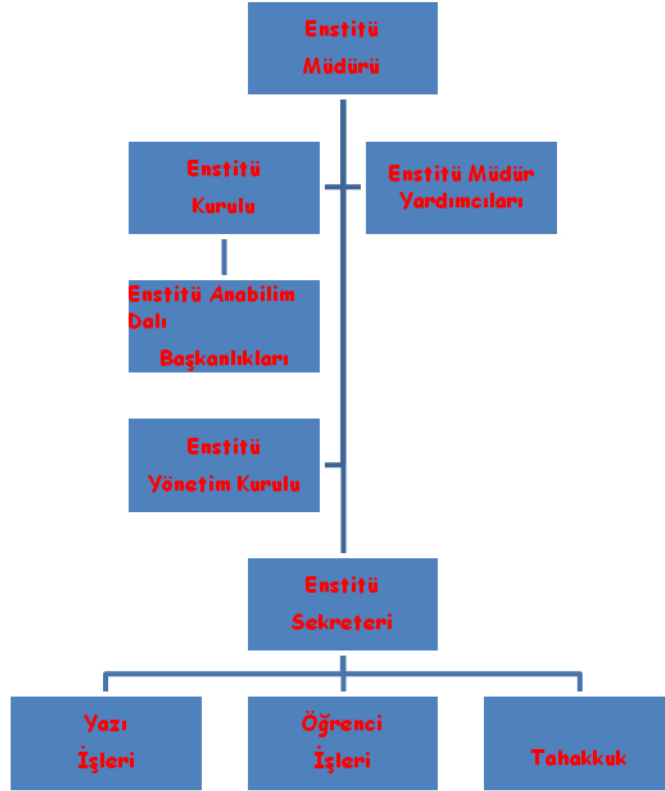 Enstitü
Müdürü
Enstitü
Kurulu
Enstitü Müdür
Yardımcıları
Enstitü Anabilim
Dalı
Başkanlıkları
Enstitü
Yönetim Kurulu
Enstitü
Sekreteri
Yazı
İşleri
Öğrenci
İşleri
Tahakkuk